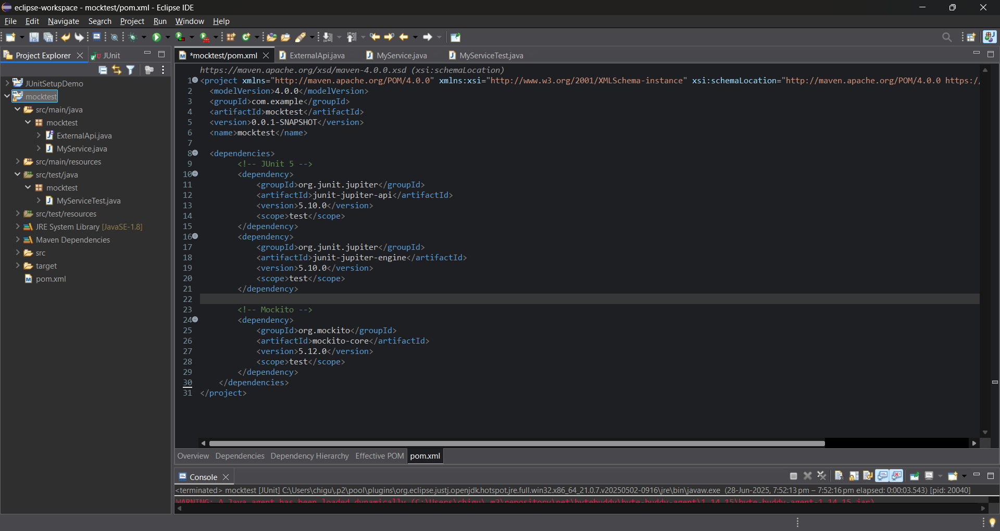 eclipse-workspace - mocktest/pom.xml - Eclipse IDE
File Edit Navigate Search Project Run Window Help
Project Explorer
JUnit
JUnitSetupDemo
mocktest
src/main/java
mocktest
ExternalApi.java
MyService.java
src/main/resources
src/test/java
mocktest
MyServiceTest.java
src/test/resources
JRE System Library [JavaSE-1.8]
Maven Dependencies
src
target
pom.xml
*mocktest/pom.xml
ExternalApi.java
MyService.java
MyServiceTest.java
https://maven.apache.org/xsd/maven-4.0.0.xsd (xsi:schemaLocation)
1 <project xmlns="http://maven.apache.org/POM/4.0.0" xmlns:xsi="http://www.w3.org/2001/XMLSchema-instance" xsi:schemaLocation="http://maven.apache.org/POM/4.0.0 https:/
2 <modelVersion>4.0.0</modelVersion>
3 <groupId>com.example</groupId>
4 <artifactId>mocktest</artifactId>
5 <version>0.0.1-SNAPSHOT</version>
6 <name>mocktest</name>
7
8 <dependencies>
9 <!-- JUnit 5 -->
10 <dependency>
11 <groupId>org.junit.jupiter</groupId>
12 <artifactId>junit-jupiter-api</artifactId>
13 <version>5.10.0</version>
14 <scope>test</scope>
15 </dependency>
16 <dependency>
17 <groupId>org.junit.jupiter</groupId>
18 <artifactId>junit-jupiter-engine</artifactId>
19 <version>5.10.0</version>
20 <scope>test</scope>
21 </dependency>
22
23 <!-- Mockito -->
24 <dependency>
25 <groupId>org.mockito</groupId>
26 <artifactId>mockito-core</artifactId>
27 <version>5.12.0</version>
28 <scope>test</scope>
29 </dependency>
30 </dependencies>
31 </project>
Overview Dependencies Dependency Hierarchy Effective POM pom.xml
Console
<terminated> mocktest [JUnit] C:\Users\chigu\.p2\pool\plugins\org.eclipse.justj.openjdk.hotspot.jre.full.win32.x86_64_21.0.7.v20250502-0916\jre\bin\javaw.exe (28-Jun-2025, 7:52:13 pm – 7:52:16 pm elapsed: 0:00:03.543) [pid: 20040]
WARNING: A Java agent has been loaded dynamically (C:\Users\chigu\.m2\repository\net\bytebuddy\byte-buddy-agent\1.14.15\byte-buddy-agent-1.14.15.jar)